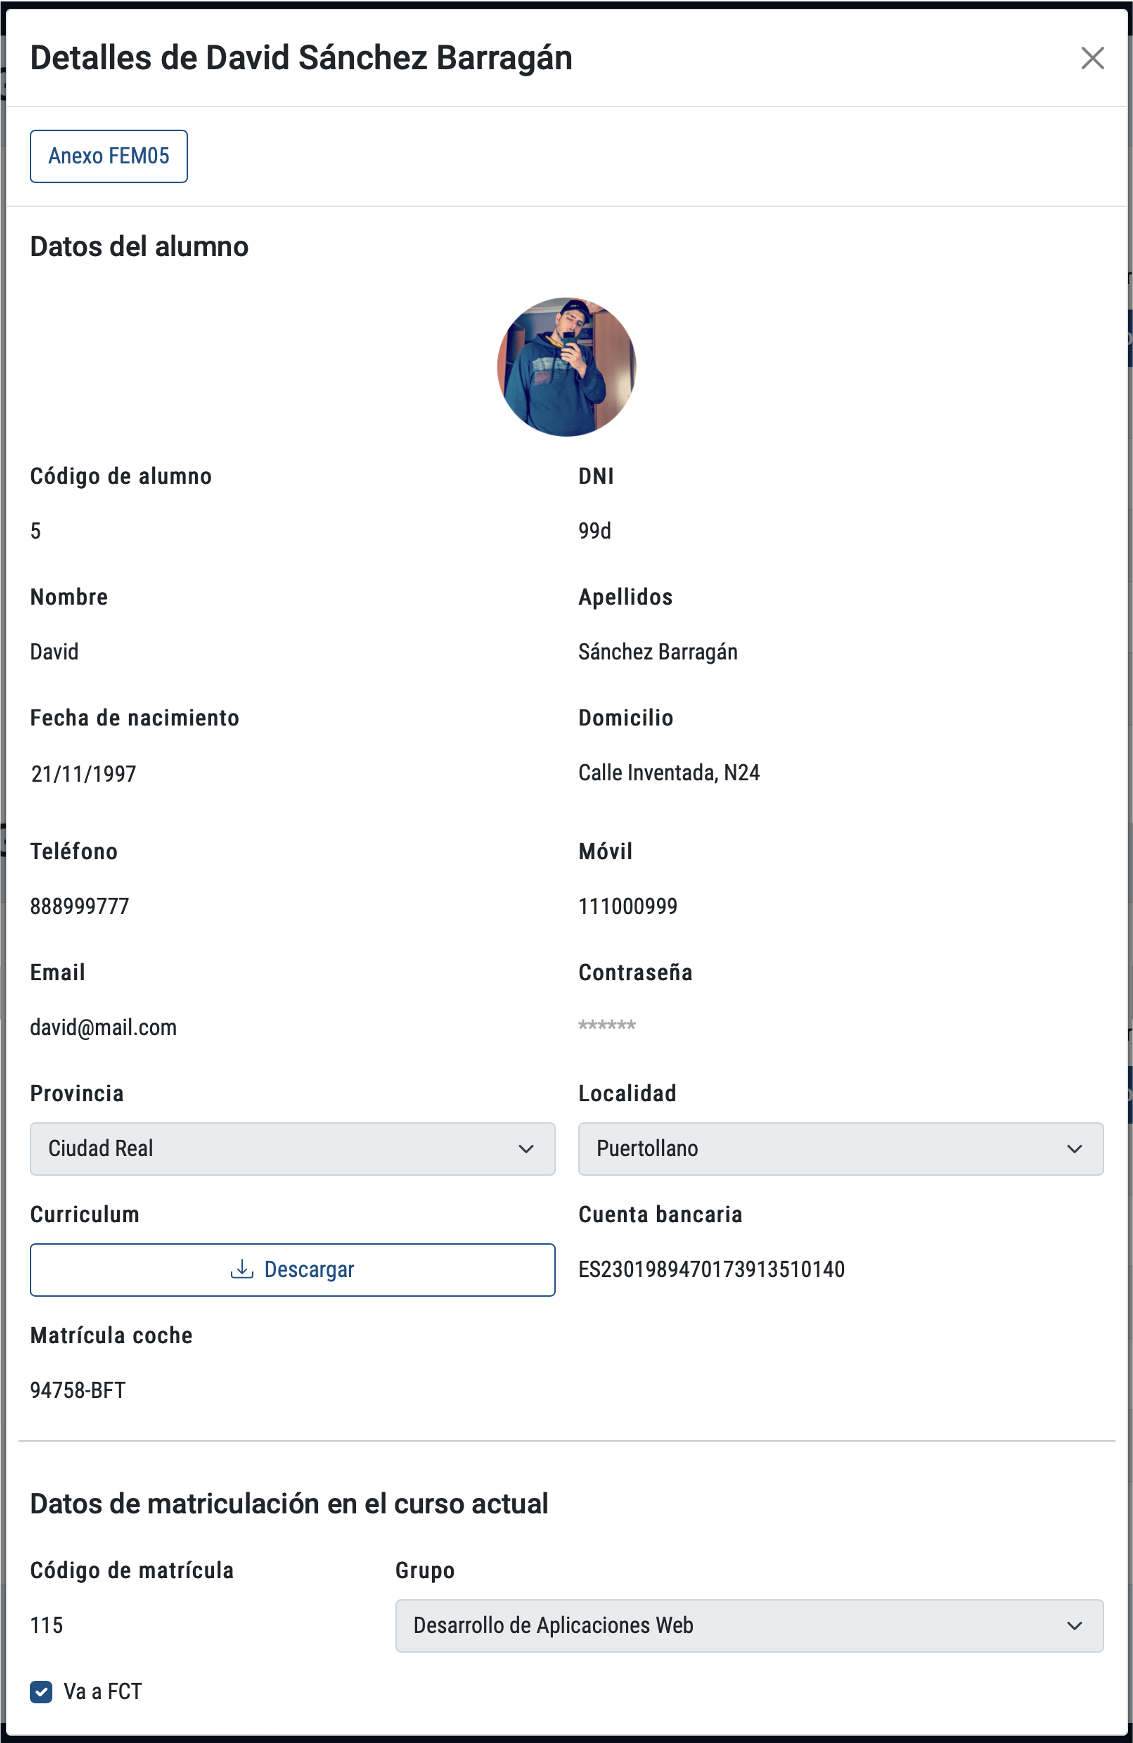 Detalles de David Sánchez Barragán
Anexo FEM05
Datos del alumno
Código de alumno
DNI
5
99d
Nombre
Apellidos
David
Sánchez Barragán
Fecha de nacimiento
Domicilio
21/11/1997
Calle Inventada, N24
Teléfono
Móvil
888999777
111000999
Email
Contraseña
david@mail.com
******
Provincia
Localidad
Ciudad Real
Puertollano
Curriculum
Cuenta bancaria
Descargar
ES2301989470173913510140
Matrícula coche
94758-BFT
Datos de matriculación en el curso actual
Código de matrícula
Grupo
115
Desarrollo de Aplicaciones Web
Va a FCT